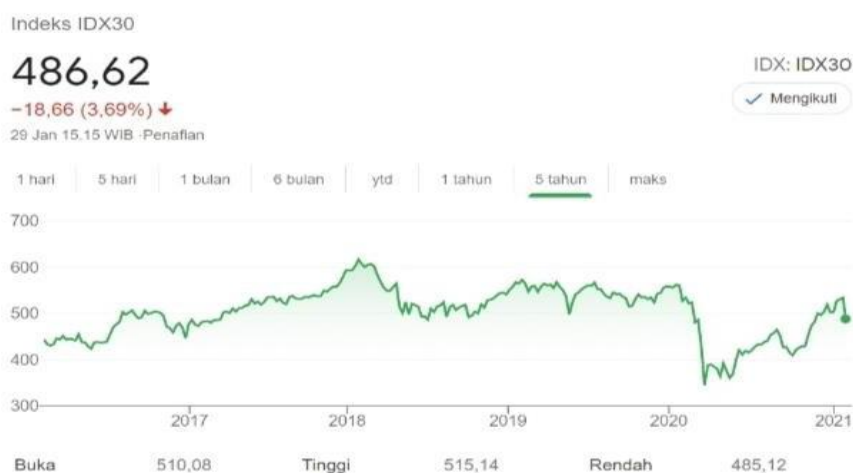 Indeks IDX30
486,62
IDX: IDX30
−18,66 (3,69%) ↓
Mengikuti
29 Jan 15.15 WIB ·Penafian
1 hari 5 hari 1 bulan 6 bulan ytd 1 tahun 5 tahun maks
700
600
500
400
300
2017 2018 2019 2020 2021
Buka 510,08 Tinggi 515,14 Rendah 485,12